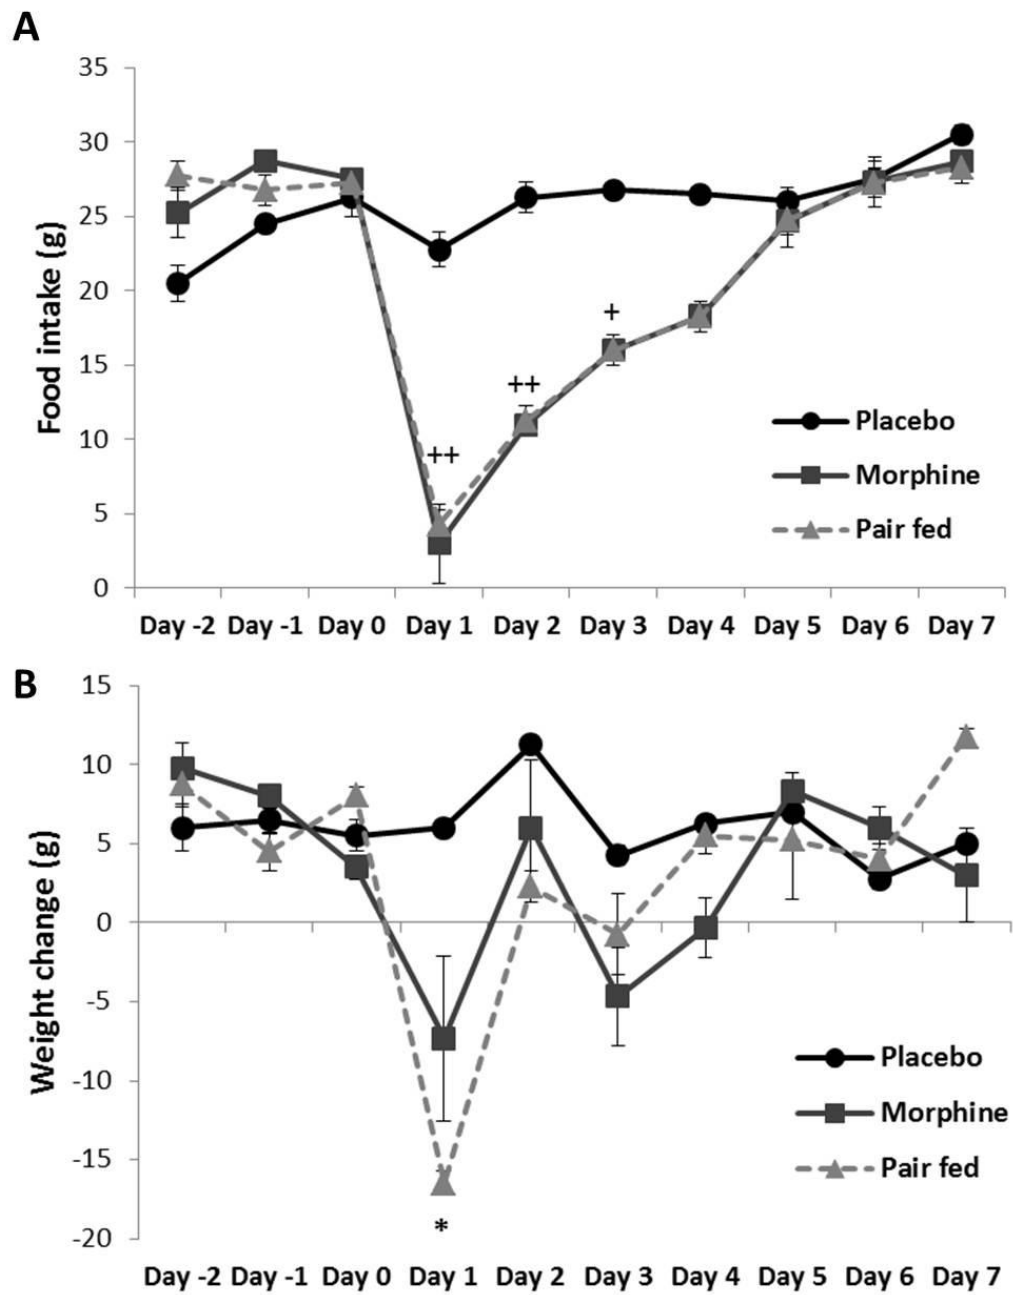 A
35
30
25
20
15
10
5
0
Food intake (g)
+
++
++
Placebo
Morphine
Pair fed
Day -2 Day -1 Day 0 Day 1 Day 2 Day 3 Day 4 Day 5 Day 6 Day 7
B
15
10
5
0
-5
-10
-15
-20
Weight change (g)
Placebo
Morphine
Pair fed
*
Day -2 Day -1 Day 0 Day 1 Day 2 Day 3 Day 4 Day 5 Day 6 Day 7